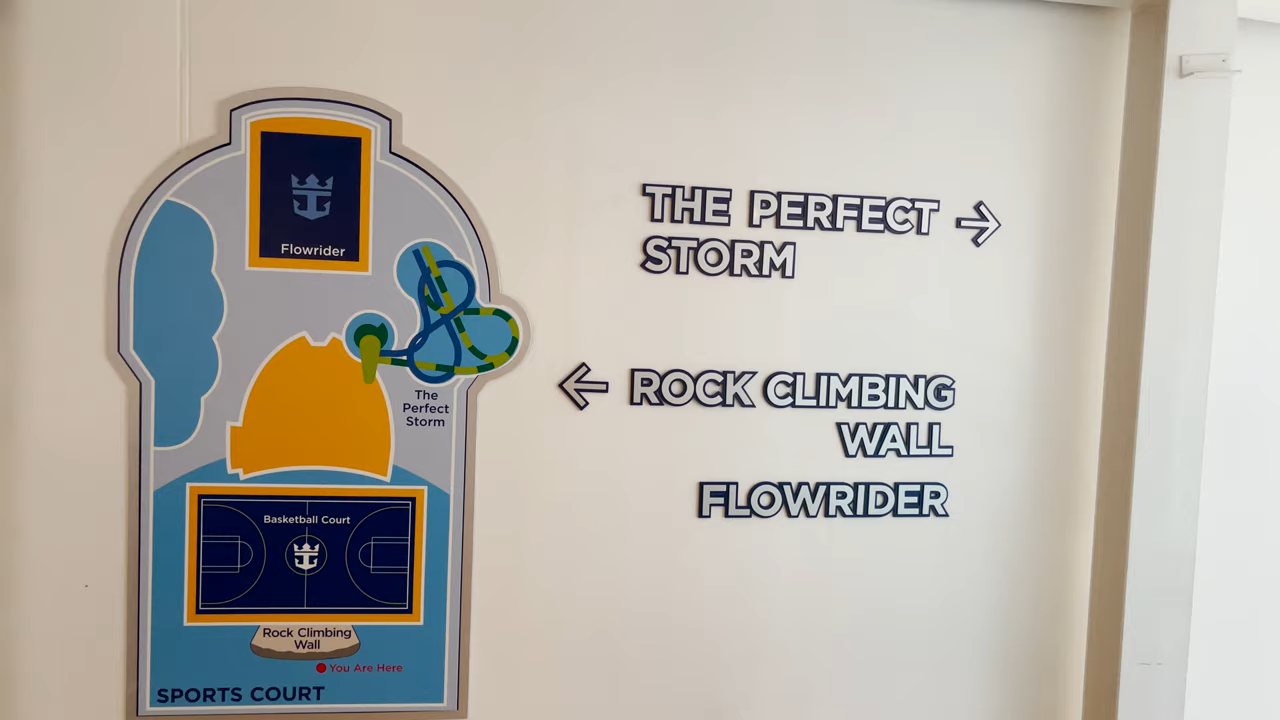 Flowrider
The
Perfect
Storm
Basketball Court
Rock Climbing
Wall
You Are Here
SPORTS COURT
THE PERFECT
STORM
ROCK CLIMBING
WALL
FLOWRIDER